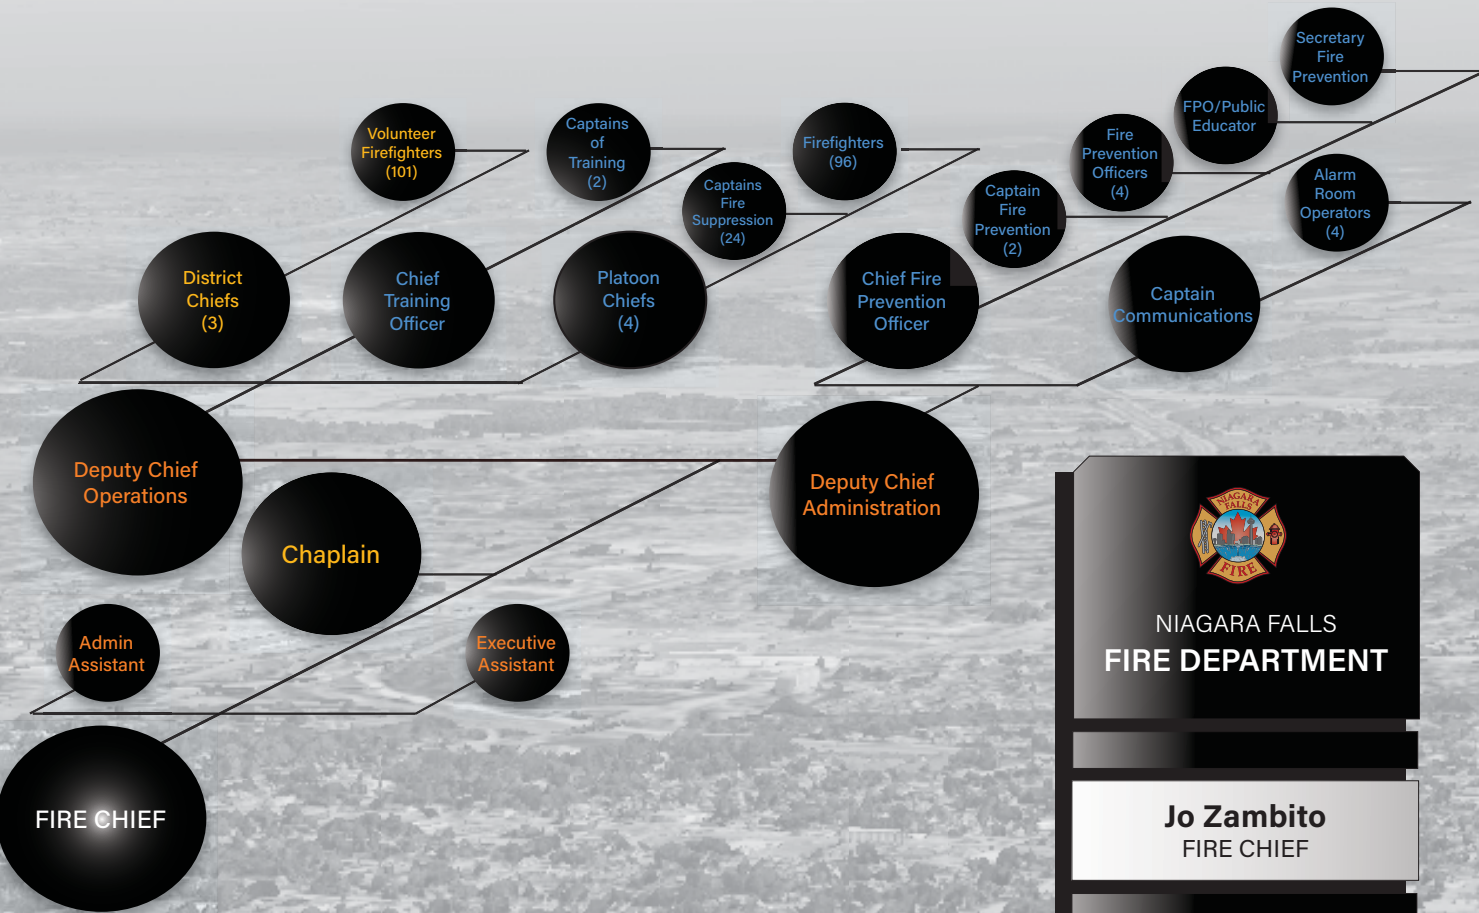 Secretary
Fire
Prevention
FPO/Public
Educator
Volunteer
Firefighters
(101)
Captains
of
Training
(2)
Firefighters
(96)
Fire
Prevention
Officers
(4)
Captains
Fire
Suppression
(24)
Captain
Fire
Prevention
(2)
Alarm
Room
Operators
(4)
District
Chiefs
(3)
Chief
Training
Officer
Platoon
Chiefs
(4)
Chief Fire
Prevention
Officer
Captain
Communications
Deputy Chief
Operations
Deputy Chief
Administration
Chaplain
Admin
Assistant
Executive
Assistant
FIRE CHIEF
NIAGARA
FALLS
FIRE
NIAGARA FALLS
FIRE DEPARTMENT
Jo Zambito
FIRE CHIEF